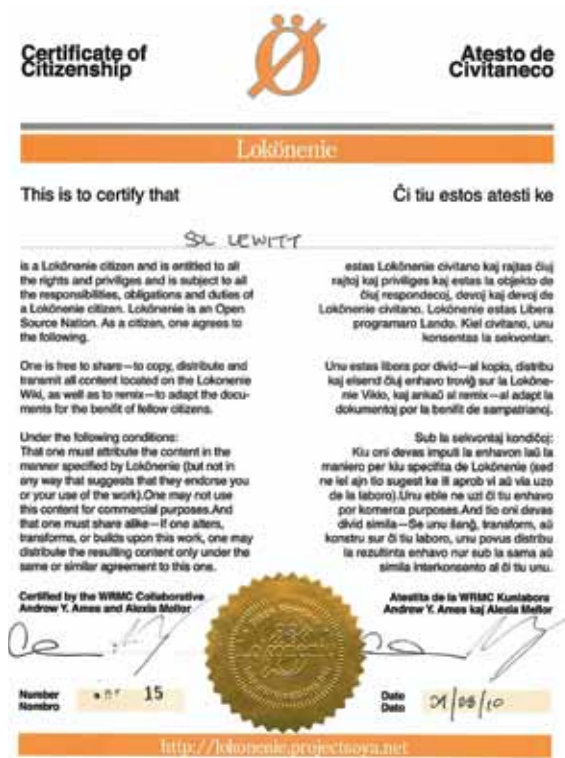 Certificate of
Citizenship
Ö
Atesto de
Civitaneco
Lokönenie
This is to certify that
Ĉi tiu estos atesti ke
SOL LEWITT
is a Lokönenie citizen and is entitled to all
the rights and priviliges and is subject to all
the responsibilities, obligations and duties of
a Lokönenie citizen. Lokönenie is an Open
Source Nation. As a citizen, one agrees to
the following.
One is free to share—to copy, distribute and
transmit all content located on the Lokonenie
Wiki, as well as to remix—to adapt the docu-
ments for the benifit of fellow citizens.
Under the following conditions:
That one must attribute the content in the
manner specified by Lokönenie (but not in
any way that suggests that they endorse you
or your use of the work).One may not use
this content for commercial purposes.And
that one must share alike—If one alters,
transforms, or builds upon this work, one may
distribute the resulting content only under the
same or similar agreement to this one.
Certified by the WRMC Collaborative
Andrew Y. Ames and Alexia Mellor
estas Lokönenie civitano kaj rajtas ĉiuj
rajtoj kaj priviliges kaj estas la objekto de
ĉiuj respondecoj, devoj kaj devoj de
Lokönenie civitano. Lokönenie estas Libera
programaro Lando. Kiel civitano, unu
konsentas la sekvontan.
Unu estas libera por divid—al kopio, distribu
kaj elsend ĉiuj enhavo troviĝ sur la Loköne-
nie Vikio, kaj ankaŭ al remix—al adapt la
dokumentoj por la benifit de sampatrianoj.
Sub la sekvontaj kondiĉoj:
Kiu oni devas imputi la enhavon laŭ la
maniero per kiu specifita de Lokönenie (sed
ne iel ajn tio sugest ke ili aprob vi aŭ via uzo
de la laboro).Unu eble ne uzi ĉi tiu enhavo
por komerca purposes.And tio oni devas
divid simila—Se unu ŝanĝ, transform, aŭ
konstru sur ĉi tiu laboro, unu povus distribu
la rezultinta enhavo nur sub la sama aŭ
simila interkonsento al ĉi tiu unu.
Atestita de la WRMC Kunlabora
Andrew Y. Ames kaj Alexia Mellor
Lokönenie
Number
Nombro
15
Date
Dato
01/08/10
http://lokonenie.projectsoya.net